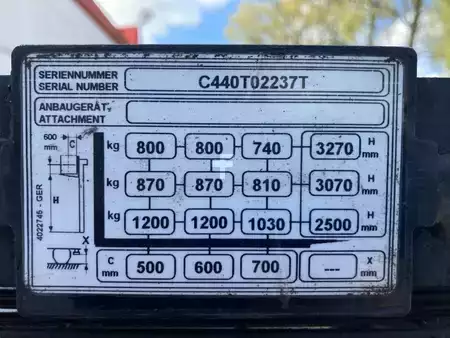 SERIENNUMMER
SERIAL NUMBER
C440T02237T
ANBAUGERÄT.
ATTACHMENT
600
mm
C
kg 800 800 740 3270 H mm
kg 870 870 810 3070 H mm
kg 1200 1200 1030 2500 H mm
H
X
C mm 500 600 700 --- X mm
4022745 - GER